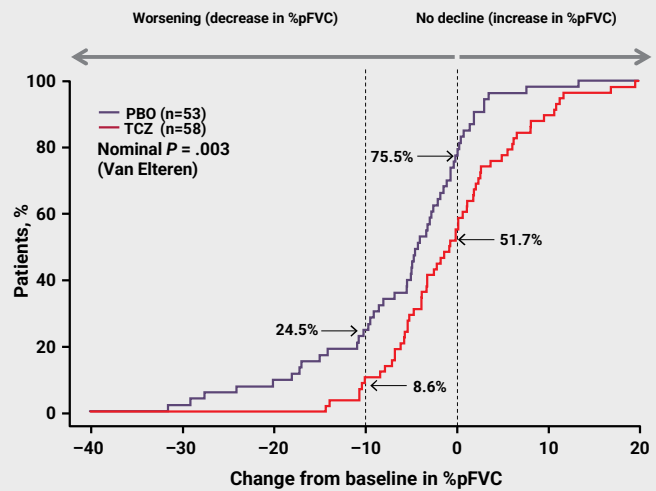 Worsening (decrease in %pFVC)
No decline (increase in %pFVC)
100
80
60
40
20
0
Patients, %
PBO (n=53)
TCZ (n=58)
Nominal P = .003
(Van Elteren)
75.5%
51.7%
24.5%
8.6%
−40
−30
−20
−10
0
10
20
Change from baseline in %pFVC